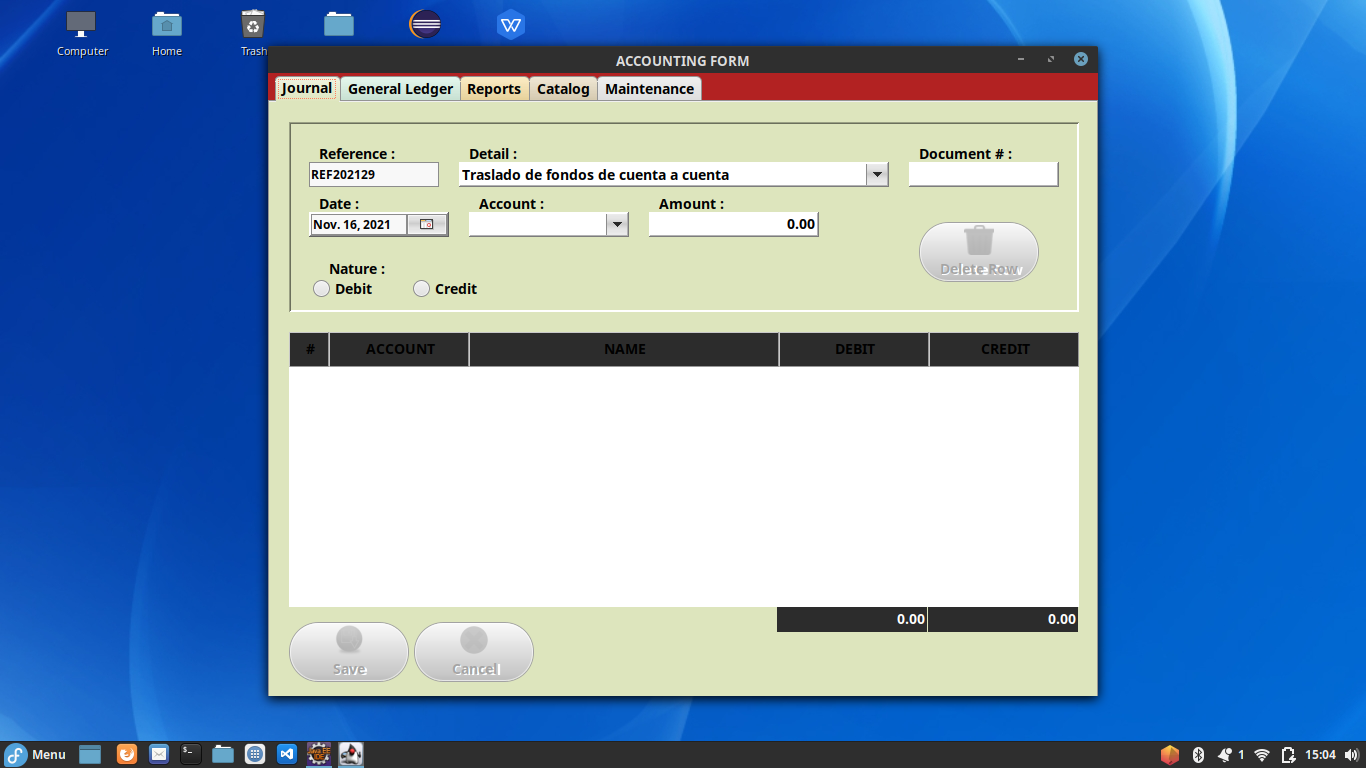 Computer
Home
Trash
ACCOUNTING FORM
Journal General Ledger Reports Catalog Maintenance
Reference : Detail : Document # :
REF202129 Traslado de fondos de cuenta a cuenta
Date : Account : Amount :
Nov. 16, 2021 0.00
Delete Row
Nature :
Debit Credit
# ACCOUNT NAME DEBIT CREDIT
0.00 0.00
Save Cancel
Menu 1 15:04